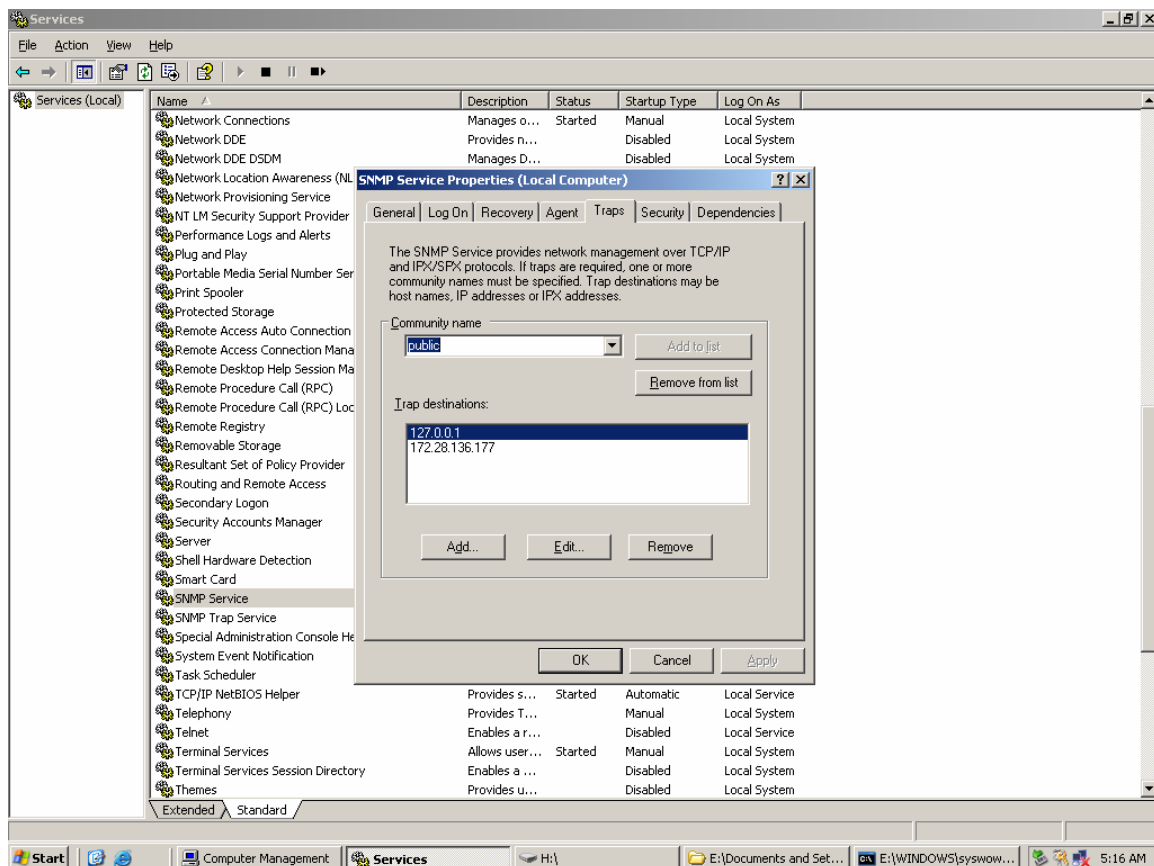 Services
File Action View Help
Services (Local)
Name Description Status Startup Type Log On As
Network Connections Manages o... Started Manual Local System
Network DDE Provides n... Disabled Local System
Network DDE DSDM Manages D... Disabled Local System
Network Location Awareness (NL
Network Provisioning Service
NT LM Security Support Provider
Performance Logs and Alerts
Plug and Play
Portable Media Serial Number Ser
Print Spooler
Protected Storage
Remote Access Auto Connection
Remote Access Connection Mana
Remote Desktop Help Session Ma
Remote Procedure Call (RPC)
Remote Procedure Call (RPC) Loc
Remote Registry
Removable Storage
Resultant Set of Policy Provider
Routing and Remote Access
Secondary Logon
Security Accounts Manager
Server
Shell Hardware Detection
Smart Card
SNMP Service
SNMP Trap Service
Special Administration Console He
System Event Notification
Task Scheduler
TCP/IP NetBIOS Helper Provides s... Started Automatic Local Service
Telephony Provides T... Manual Local System
Telnet Enables a r... Disabled Local Service
Terminal Services Allows user... Started Manual Local System
Terminal Services Session Directory Enables a ... Disabled Local System
Themes Provides u... Disabled Local System
Extended Standard
SNMP Service Properties (Local Computer)
General Log On Recovery Agent Traps Security Dependencies
The SNMP Service provides network management over TCP/IP
and IPX/SPX protocols. If traps are required, one or more
community names must be specified. Trap destinations may be
host names, IP addresses or IPX addresses.
Community name
public
Add to list
Remove from list
Trap destinations:
127.0.0.1
172.28.136.177
Add... Edit... Remove
OK Cancel Apply
Start Computer Management Services H:\ E:\Documents and Set... E:\WINDOWS\syswow... 5:16 AM